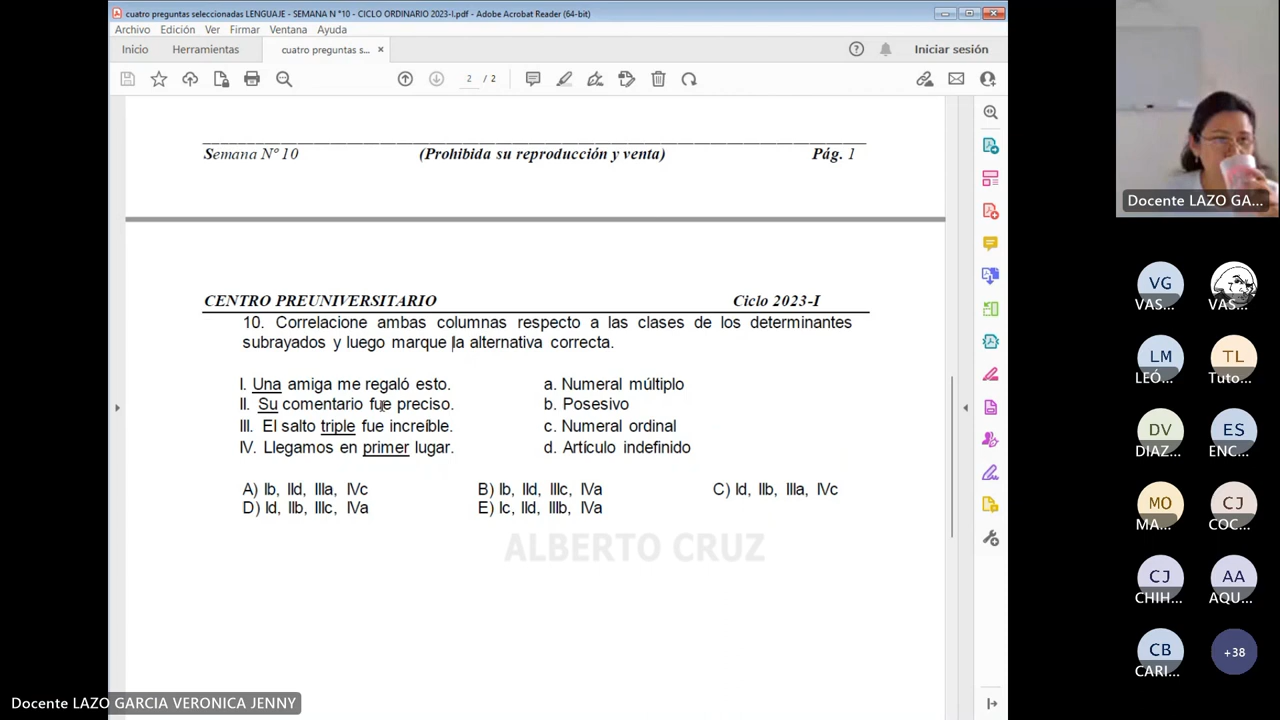 cuatro preguntas seleccionadas LENGUAJE - SEMANA N °10 - CICLO ORDINARIO 2023-I.pdf - Adobe Acrobat Reader (64-bit)
Archivo Edición Ver Firmar Ventana Ayuda
Inicio Herramientas cuatro preguntas s... × Iniciar sesión
2 / 2
Semana Nº 10 (Prohibida su reproducción y venta) Pág. 1
CENTRO PREUNIVERSITARIO Ciclo 2023-I
10. Correlacione ambas columnas respecto a las clases de los determinantes
subrayados y luego marque la alternativa correcta.
I. Una amiga me regaló esto. a. Numeral múltiplo
II. Su comentario fue preciso. b. Posesivo
III. El salto triple fue increíble. c. Numeral ordinal
IV. Llegamos en primer lugar. d. Artículo indefinido
A) Ib, IId, IIIa, IVc B) Ib, IId, IIIc, IVa C) Id, IIb, IIIa, IVc
D) Id, IIb, IIIc, IVa E) Ic, IId, IIIb, IVa
ALBERTO CRUZ
Docente LAZO GARCIA VERONICA JENNY
Docente LAZO GA...
VG
VAS... VAS...
LM TL
LEÓ... Tuto...
DV ES
DIAZ... ENC...
MO CJ
MA... COC...
CJ AA
CHIH... AQU...
CB +38
CARI...